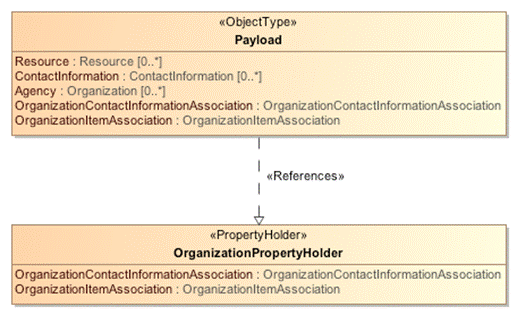 «ObjectType»
Payload
Resource : Resource [0..*]
ContactInformation : ContactInformation [0..*]
Agency : Organization [0..*]
OrganizationContactInformationAssociation : OrganizationContactInformationAssociation
OrganizationItemAssociation : OrganizationItemAssociation
«References»
«PropertyHolder»
OrganizationPropertyHolder
OrganizationContactInformationAssociation : OrganizationContactInformationAssociation
OrganizationItemAssociation : OrganizationItemAssociation